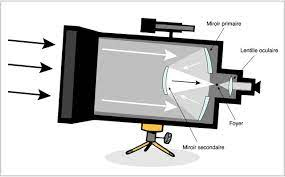 Miroir primaire
Lentille oculaire
Foyer
Miroir secondaire